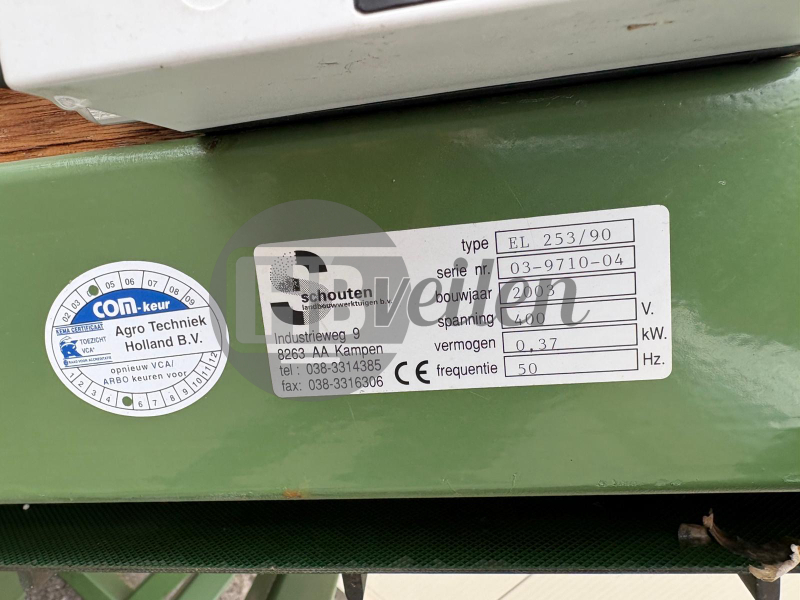 type EL 253/90
serie nr. 03-9710-04
bouwjaar 2003
spanning 400 V.
vermogen 0,37 kW.
frequentie 50 Hz.
schouten
landbouwwerktuigen b.v.
Industrieweg 9
8263 AA Kampen
tel : 038-3314385
fax: 038-3316306
CE
veilen
02 03 05 06 07 08 09
COM-keur
SEMA CERTIFICAAT
TOEZICHT
VCA*
Agro Techniek
Holland B.V.
opnieuw VCA/
ARBO keuren voor
1 2 3 4 5 6 7 8 9 10 11 12